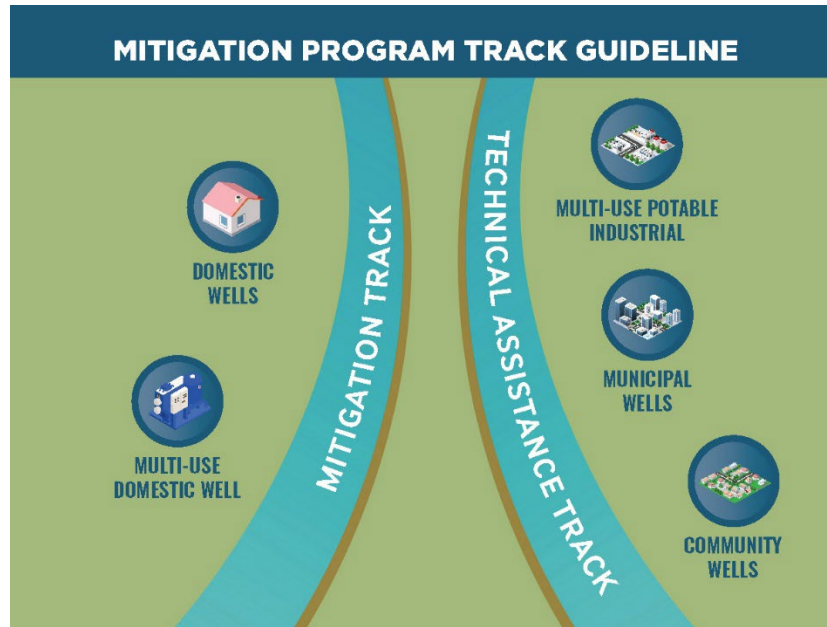 MITIGATION PROGRAM TRACK GUIDELINE
DOMESTIC
WELLS
MULTI-USE
DOMESTIC WELL
MITIGATION TRACK
TECHNICAL ASSISTANCE TRACK
MULTI-USE POTABLE
INDUSTRIAL
MUNICIPAL
WELLS
COMMUNITY
WELLS